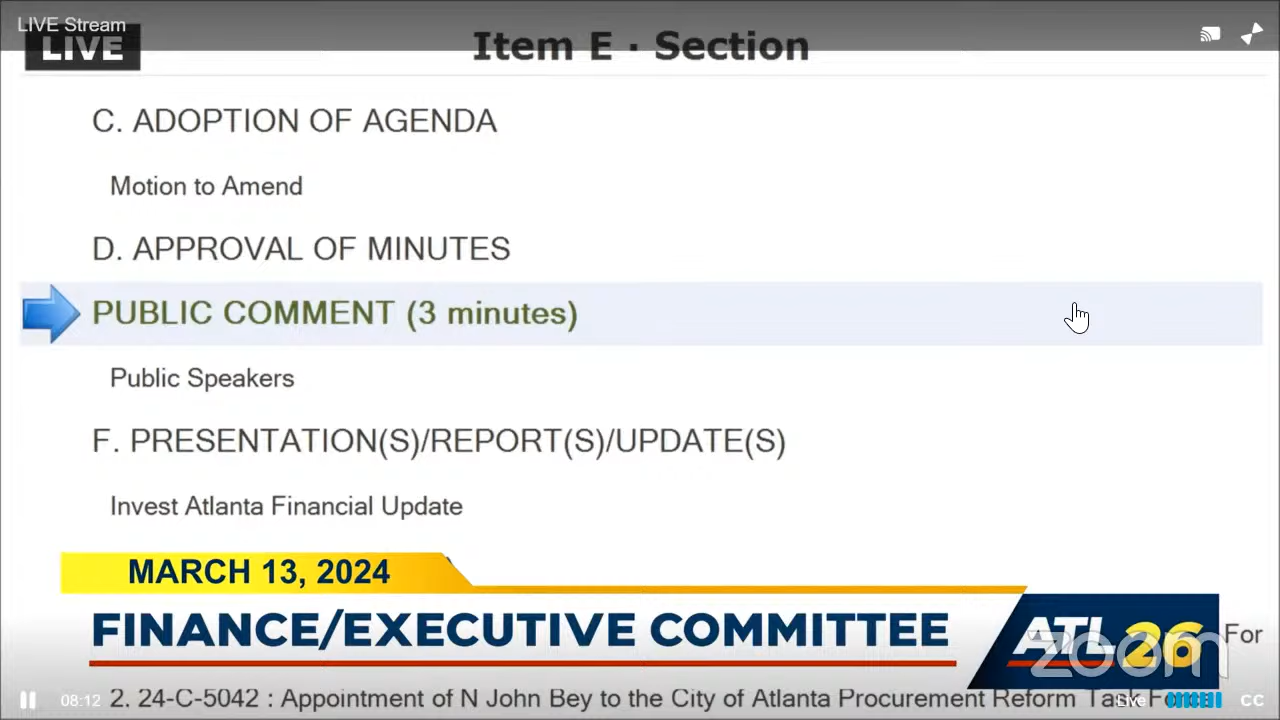 LIVE Stream
LIVE
Item E · Section
C. ADOPTION OF AGENDA
Motion to Amend
D. APPROVAL OF MINUTES
PUBLIC COMMENT (3 minutes)
Public Speakers
F. PRESENTATION(S)/REPORT(S)/UPDATE(S)
Invest Atlanta Financial Update
MARCH 13, 2024
FINANCE/EXECUTIVE COMMITTEE
ATL 26
zoom
For
08:12
2. 24-C-5042 : Appointment of N John Bey to the City of Atlanta Procurement Reform Task
Live
CC